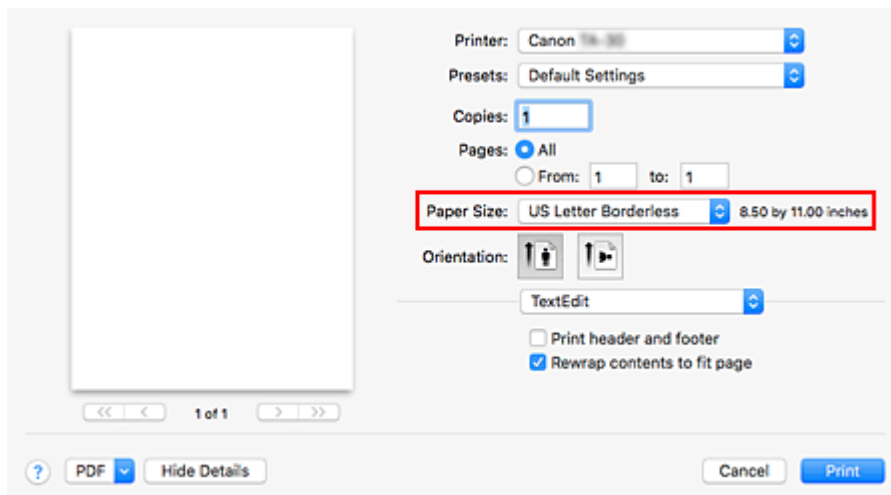 Printer: Canon
Presets: Default Settings
Copies: 1
Pages: All
From: 1 to: 1
Paper Size: US Letter Borderless 8.50 by 11.00 inches
Orientation:
TextEdit
Print header and footer
Rewrap contents to fit page
<< < 1 of 1 > >>
? PDF Hide Details Cancel Print